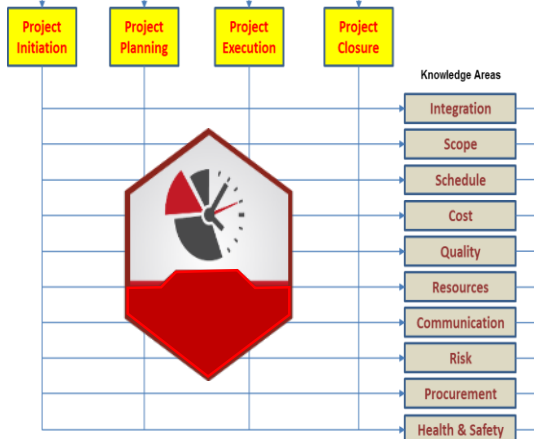 Project
Initiation
Project
Planning
Project
Execution
Project
Closure
Knowledge Areas
Integration
Scope
Schedule
Cost
Quality
Resources
Communication
Risk
Procurement
Health & Safety